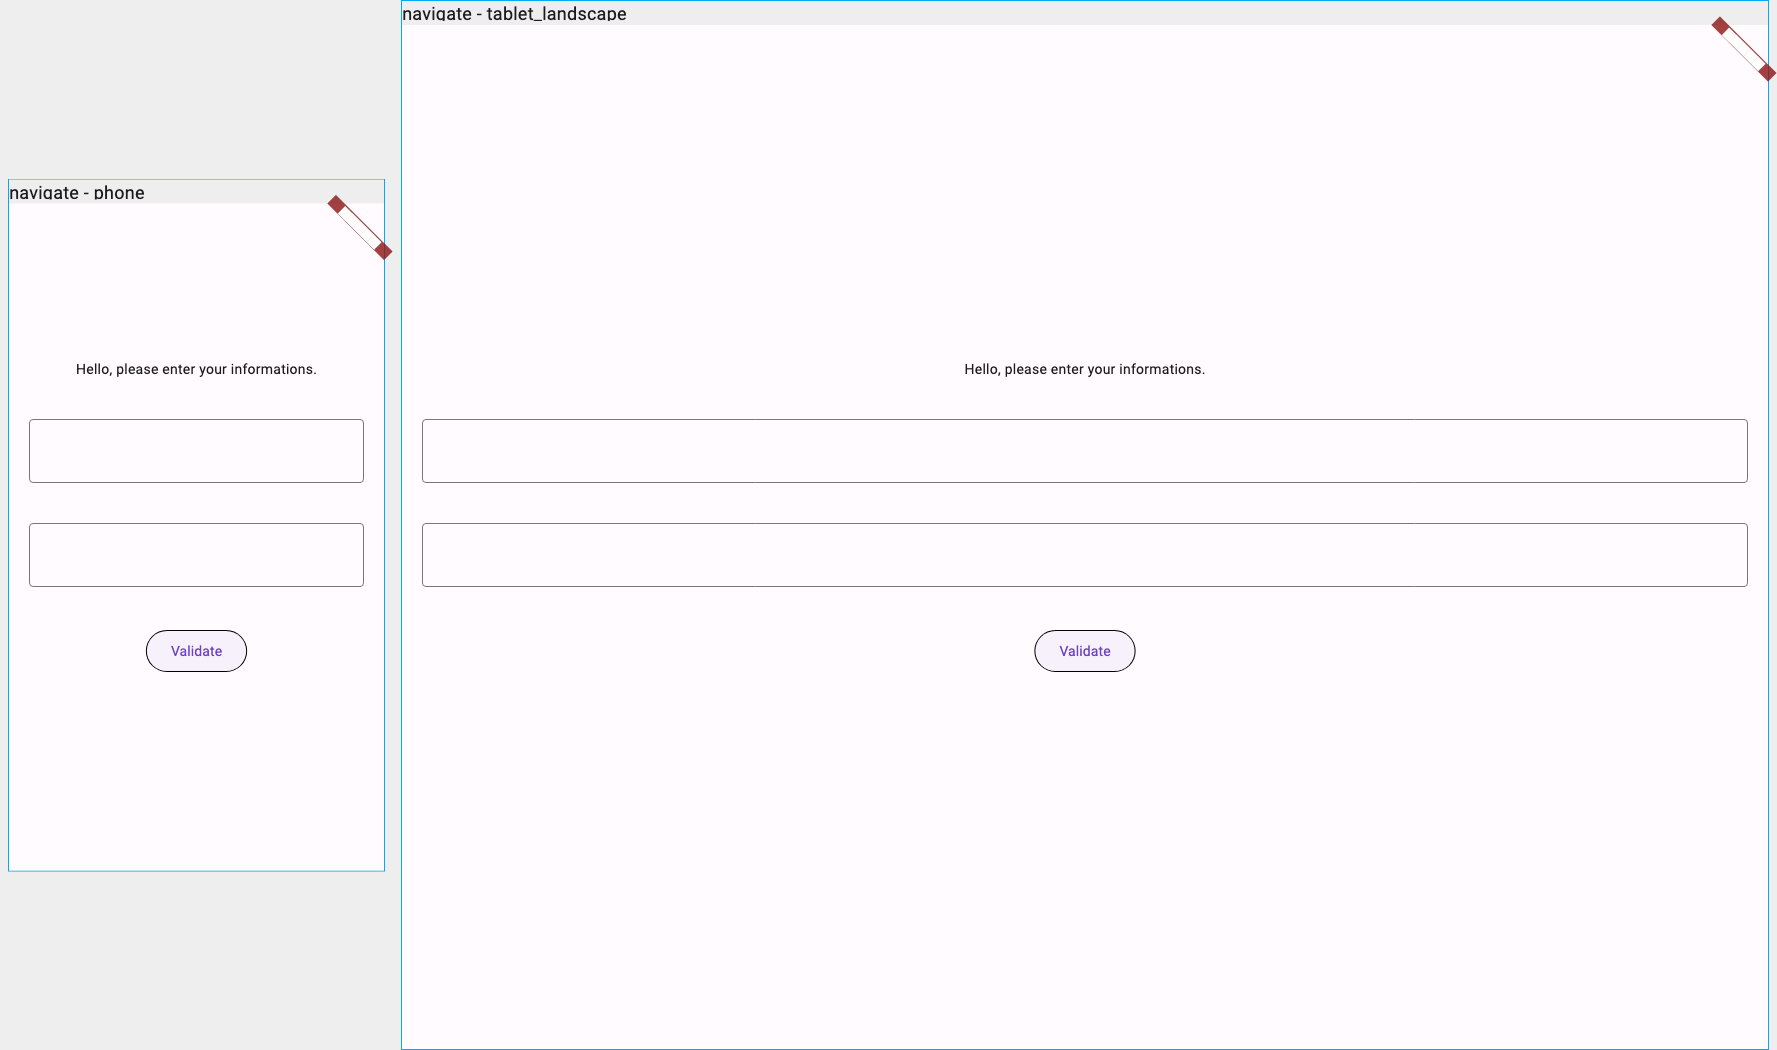 navigate - tablet_landscape
navigate - phone
Hello, please enter your informations.
Validate
Hello, please enter your informations.
Validate